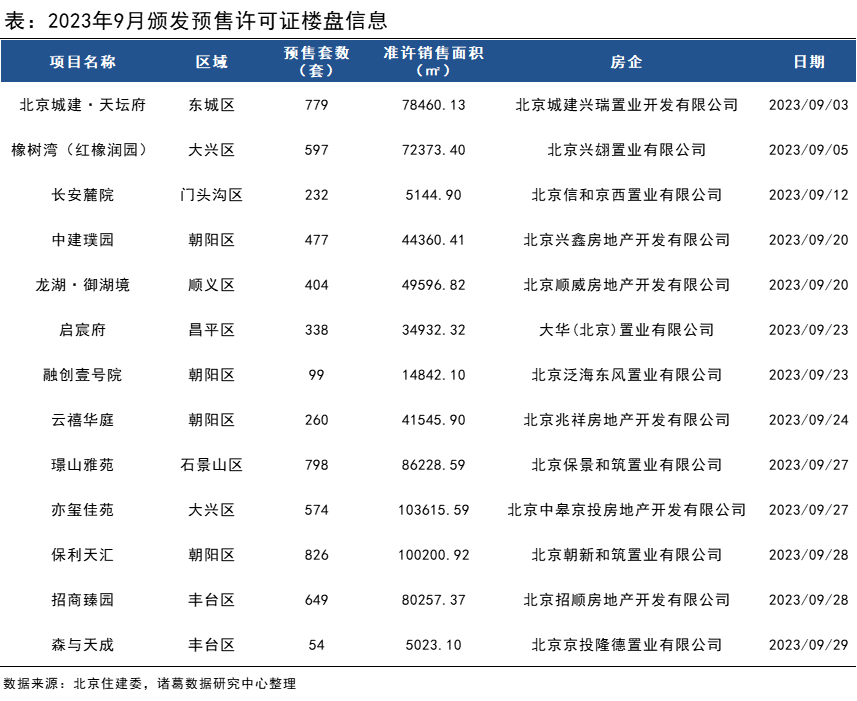 表：2023年9月颁发预售许可证楼盘信息
项目名称 区域 预售套数（套） 准许销售面积（㎡） 房企 日期
北京城建·天坛府 东城区 779 78460.13 北京城建兴瑞置业开发有限公司 2023/09/03
橡树湾（红橡润园） 大兴区 597 72373.40 北京兴翃置业有限公司 2023/09/05
长安麓院 门头沟区 232 5144.90 北京信和京西置业有限公司 2023/09/12
中建璞园 朝阳区 477 44360.41 北京兴鑫房地产开发有限公司 2023/09/20
龙湖·御湖境 顺义区 404 49596.82 北京顺威房地产开发有限公司 2023/09/20
启宸府 昌平区 338 34932.32 大华(北京)置业有限公司 2023/09/23
融创壹号院 朝阳区 99 14842.10 北京泛海东风置业有限公司 2023/09/23
云禧华庭 朝阳区 260 41545.90 北京兆祥房地产开发有限公司 2023/09/24
璟山雅苑 石景山区 798 86228.59 北京保景和筑置业有限公司 2023/09/27
亦玺佳苑 大兴区 574 103615.59 北京中皋京投房地产开发有限公司 2023/09/27
保利天汇 朝阳区 826 100200.92 北京朝新和筑置业有限公司 2023/09/28
招商臻园 丰台区 649 80257.37 北京招顺房地产开发有限公司 2023/09/28
森与天成 丰台区 54 5023.10 北京京投隆德置业有限公司 2023/09/29
数据来源：北京住建委，诸葛数据研究中心整理